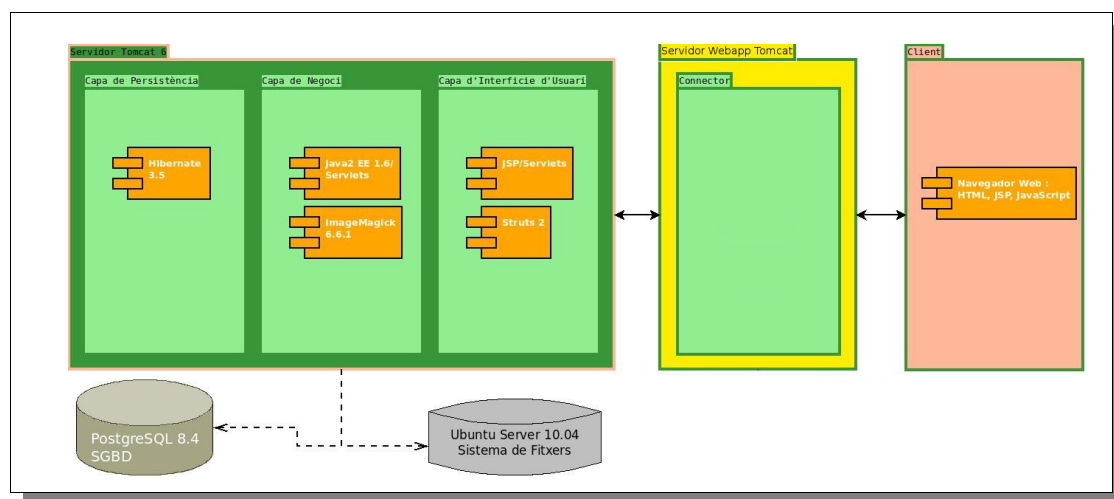 Servidor Tomcat 6
Capa de Persistència
Hibernate
3.5
Capa de Negoci
Java2 EE 1.6/
Servlets
ImageMagick
6.6.1
Capa d'Interficie d'Usuari
JSP/Servlets
Struts 2
Servidor Webapp Tomcat
Connector
Client
Navegador Web :
HTML, JSP, JavaScript
PostgreSQL 8.4
SGBD
Ubuntu Server 10.04
Sistema de Fitxers